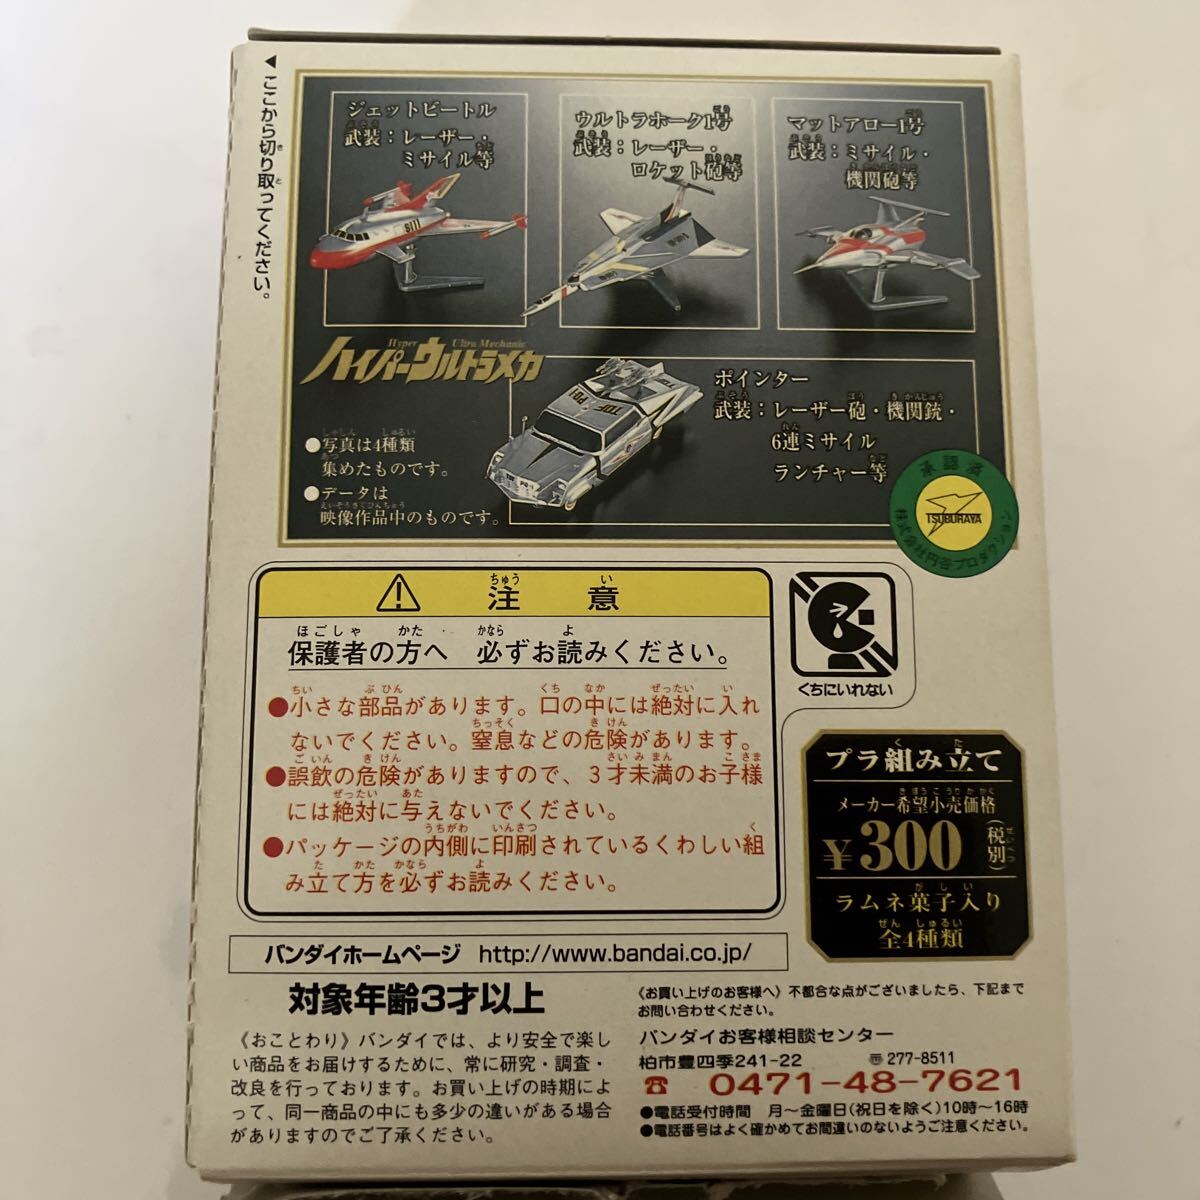 ◀ここから切り取ってください。
ジェットビートル
武装：レーザー・
ミサイル等
ウルトラホーク1号
武装：レーザー・
ロケット砲等
マットアロー1号
武装：ミサイル・
機関砲等
Hyper Ultra Mechanic
ハイパーウルトラメカ
ポインター
武装：レーザー砲・機関銃・
6連ミサイル
ランチャー等
●写真は4種類
集めたものです。
●データは
映像作品中のものです。
承認済
TSUBURAYA
株式会社円谷プロダクション
注意
保護者の方へ 必ずお読みください。
●小さな部品があります。口の中には絶対に入れ
ないでください。窒息などの危険があります。
●誤飲の危険がありますので、3才未満のお子様
には絶対に与えないでください。
●パッケージの内側に印刷されているくわしい組
み立て方を必ずお読みください。
くちにいれない
プラ組み立て
メーカー希望小売価格
¥300(税別)
ラムネ菓子入り
全4種類
バンダイホームページ http://www.bandai.co.jp/
対象年齢3才以上
《おことわり》バンダイでは、より安全で楽し
い商品をお届けするために、常に研究・調査・
改良を行っております。お買い上げの時期によ
って、同一商品の中にも多少の違いがある場合
がありますのでご了承ください。
《お買い上げのお客様へ》不都合な点がございましたら、下記まで
お問い合わせください。
バンダイお客様相談センター
柏市豊四季241-22 〠277-8511
☎ 0471-48-7621
●電話受付時間 月～金曜日(祝日を除く)10時～16時
●電話番号はよく確かめてお間違いのないようご注意ください。